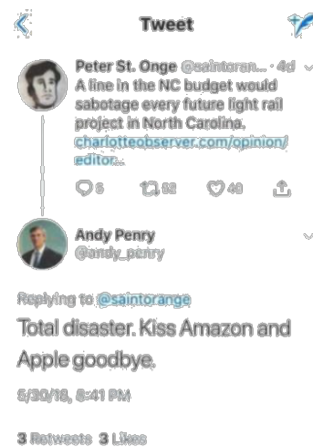 Tweet
Peter St. Onge @saintoran... · 4d
A line in the NC budget would
sabotage every future light rail
project in North Carolina.
charlotteobserver.com/opinion/
editor...
6 52 40
Andy Penry
@andy_penry
Replying to @saintorange
Total disaster. Kiss Amazon and
Apple goodbye.
5/30/18, 8:41 PM
3 Retweets 3 Likes